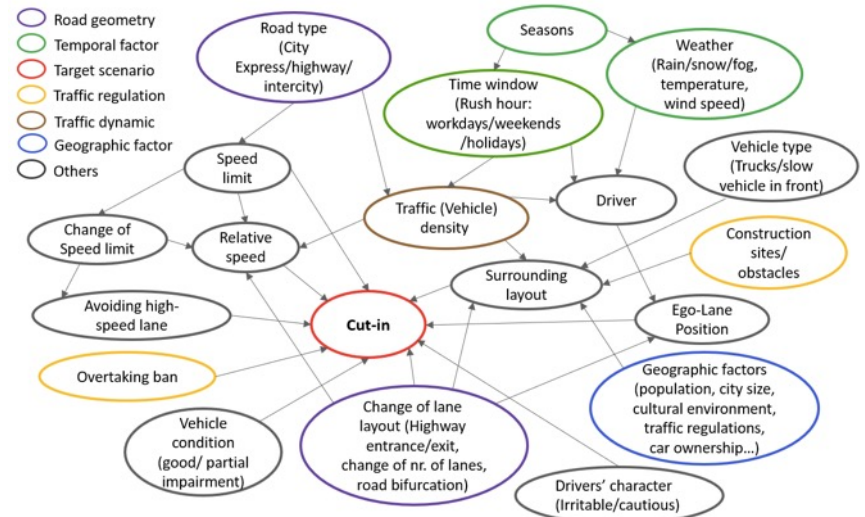 Road geometry
Temporal factor
Target scenario
Traffic regulation
Traffic dynamic
Geographic factor
Others
Road type
(City
Express/highway/
intercity)
Seasons
Weather
(Rain/snow/fog,
temperature,
wind speed)
Time window
(Rush hour:
workdays/weekends
/holidays)
Vehicle type
(Trucks/slow
vehicle in front)
Speed
limit
Driver
Traffic (Vehicle)
density
Change of
Speed limit
Relative
speed
Construction
sites/
obstacles
Surrounding
layout
Avoiding high-
speed lane
Cut-in
Ego-Lane
Position
Overtaking ban
Geographic factors
(population, city size,
cultural environment,
traffic regulations,
car ownership...)
Vehicle
condition
(good/ partial
impairment)
Change of lane
layout (Highway
entrance/exit,
change of nr. of lanes,
road bifurcation)
Drivers' character
(Irritable/cautious)